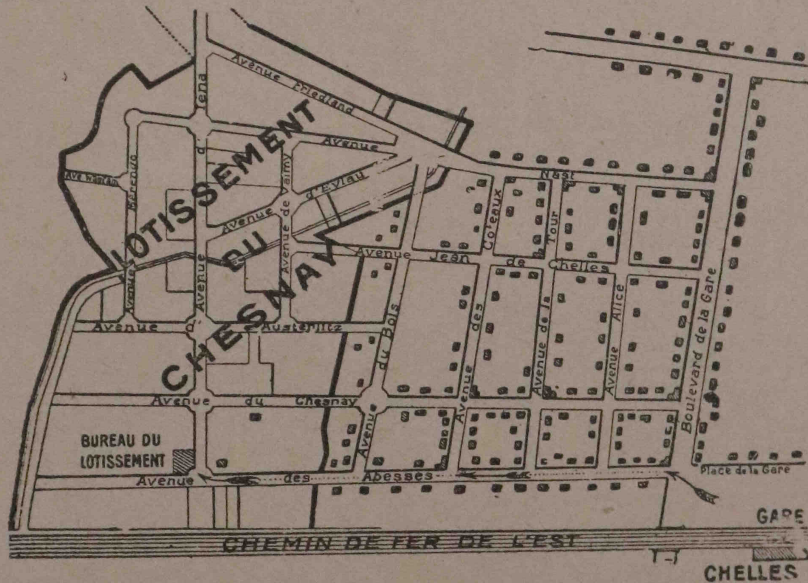 Avenue Friedland
Avenue d'Iena
LOTISSEMENT
DU
CHESNAY
Avenue
Nast
Avenue
Avenue d'Eylau
Avenue de Valmy
Avenue Jean de Chelles
Avenue des Coteaux
Avenue de la Tour
Avenue Alice
Boulevard de la Gare
Avenue d'Austerlitz
Avenue du Bois
Avenue du Chesnay
BUREAU DU
LOTISSEMENT
Avenue des Abesses
Place de la Gare
GARE
CHEMIN DE FER DE L'EST
CHELLES